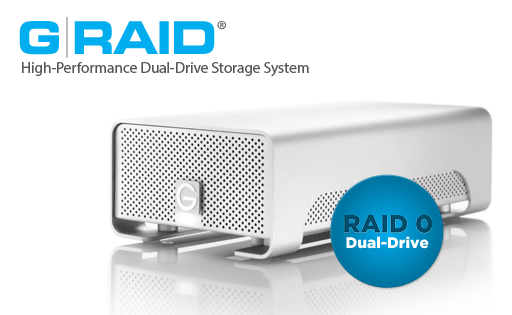 G|RAID®
High-Performance Dual-Drive Storage System
G
RAID 0
Dual-Drive